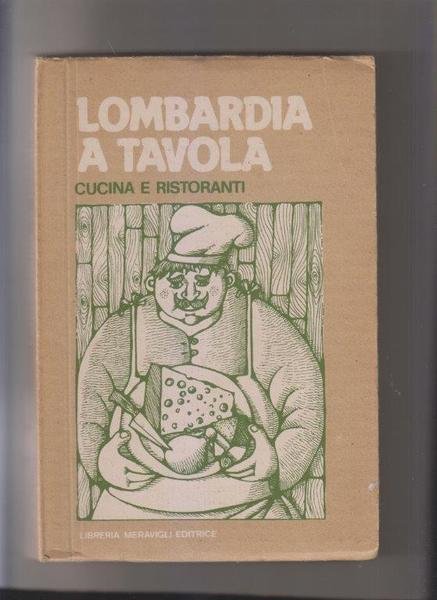 LOMBARDIA
A TAVOLA
CUCINA E RISTORANTI
LIBRERIA MERAVIGLI EDITRICE